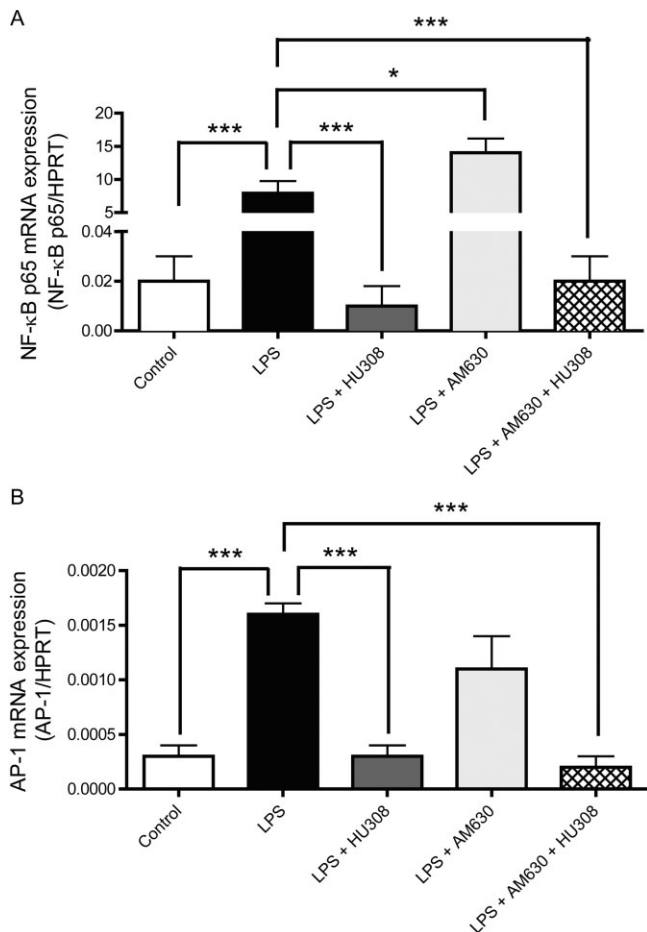 A
***
*
*** ***
20
15
10
5
0.04
0.02
0.00
NF-κB p65 mRNA expression
(NF-κB p65/HPRT)
Control
LPS
LPS + HU308
LPS + AM630
LPS + AM630 + HU308
B
***
*** ***
0.0020
0.0015
0.0010
0.0005
0.0000
AP-1 mRNA expression
(AP-1/HPRT)
Control
LPS
LPS + HU308
LPS + AM630
LPS + AM630 + HU308